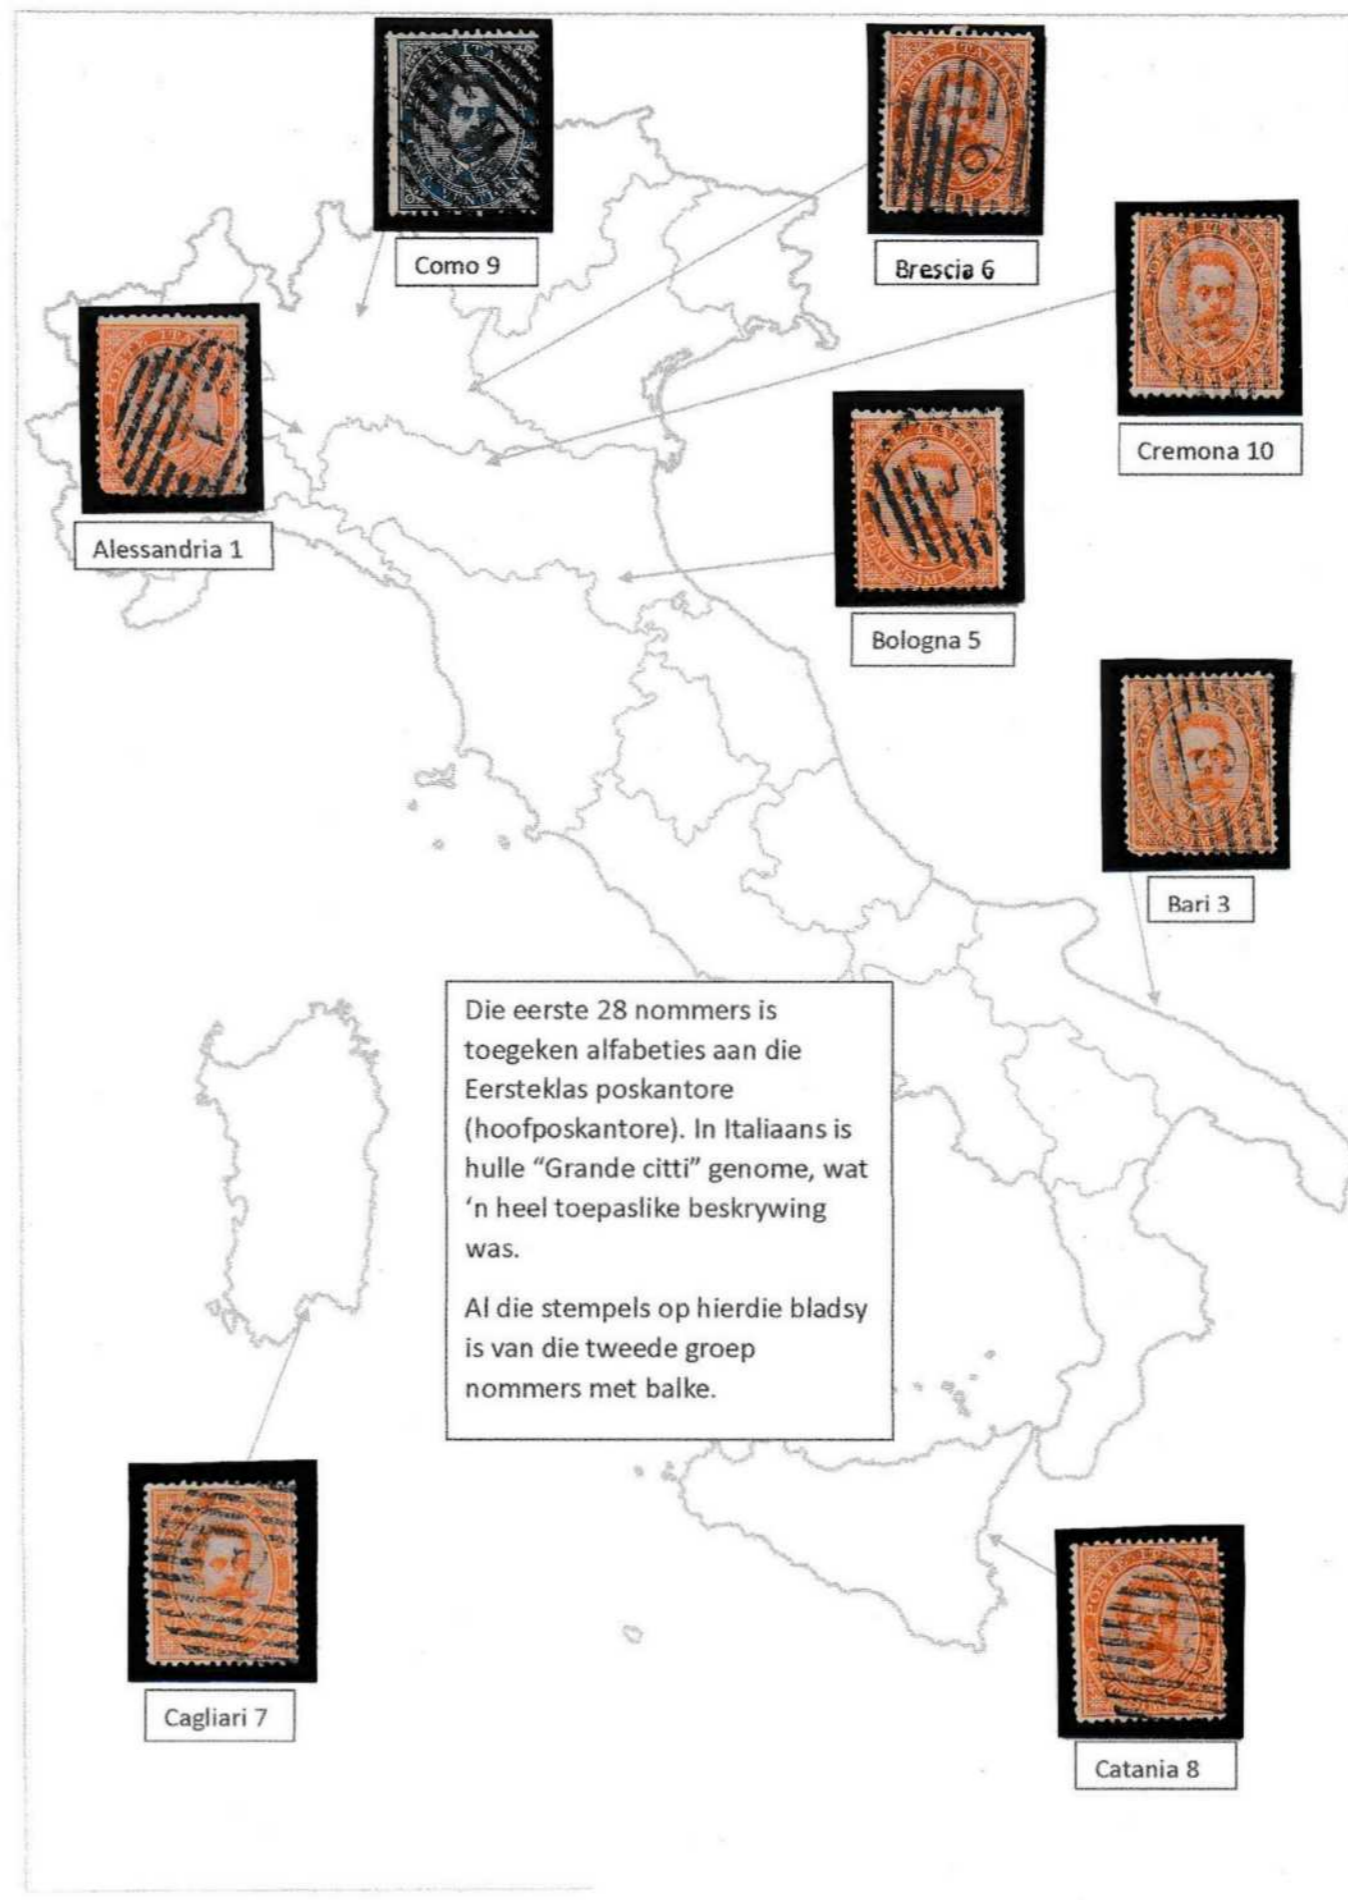 Como 9
Brescia 6
Cremona 10
Alessandria 1
Bologna 5
Bari 3
Die eerste 28 nommers is
toegeken alfabeties aan die
Eersteklas poskantore
(hoofposkantore). In Italiaans is
hulle “Grande citti” genome, wat
‘n heel toepaslike beskrywing
was.
Al die stempels op hierdie bladsy
is van die tweede groep
nommers met balke.
Cagliari 7
Catania 8